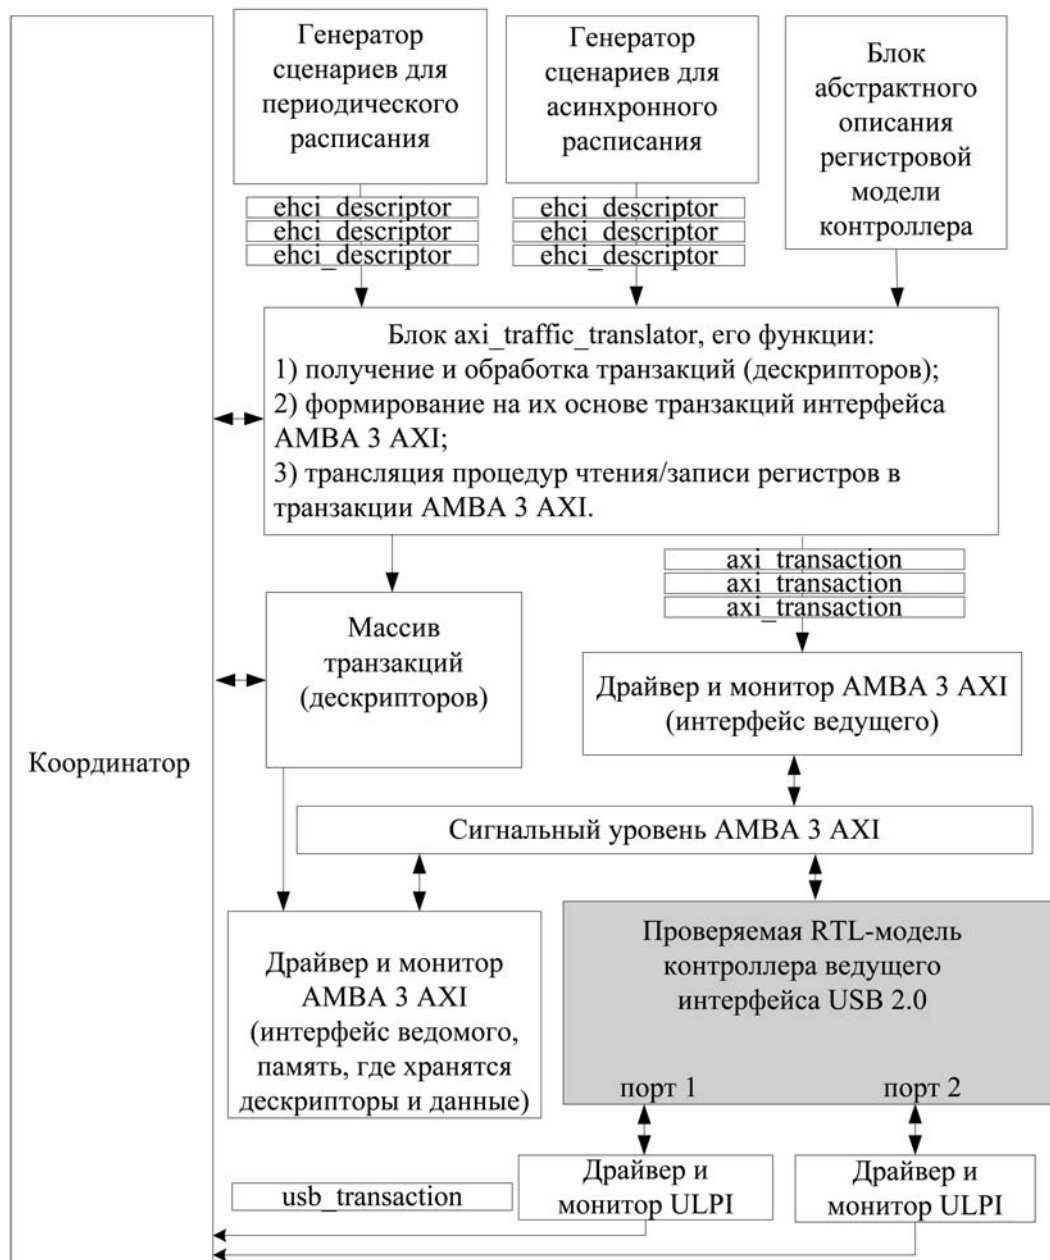 Генератор
сценариев для
периодического
расписания
Генератор
сценариев для
асинхронного
расписания
Блок
абстрактного
описания
регистровой
модели
контроллера
ehci_descriptor
ehci_descriptor
ehci_descriptor
ehci_descriptor
ehci_descriptor
ehci_descriptor
Блок axi_traffic_translator, его функции:
1) получение и обработка транзакций (дескрипторов);
2) формирование на их основе транзакций интерфейса
AMBA 3 AXI;
3) трансляция процедур чтения/записи регистров в
транзакции AMBA 3 AXI.
axi_transaction
axi_transaction
axi_transaction
Массив
транзакций
(дескрипторов)
Драйвер и монитор AMBA 3 AXI
(интерфейс ведущего)
Координатор
Сигнальный уровень AMBA 3 AXI
Драйвер и монитор
AMBA 3 AXI
(интерфейс ведомого,
память, где хранятся
дескрипторы и данные)
Проверяемая RTL-модель
контроллера ведущего
интерфейса USB 2.0
порт 1
порт 2
usb_transaction
Драйвер и
монитор ULPI
Драйвер и
монитор ULPI